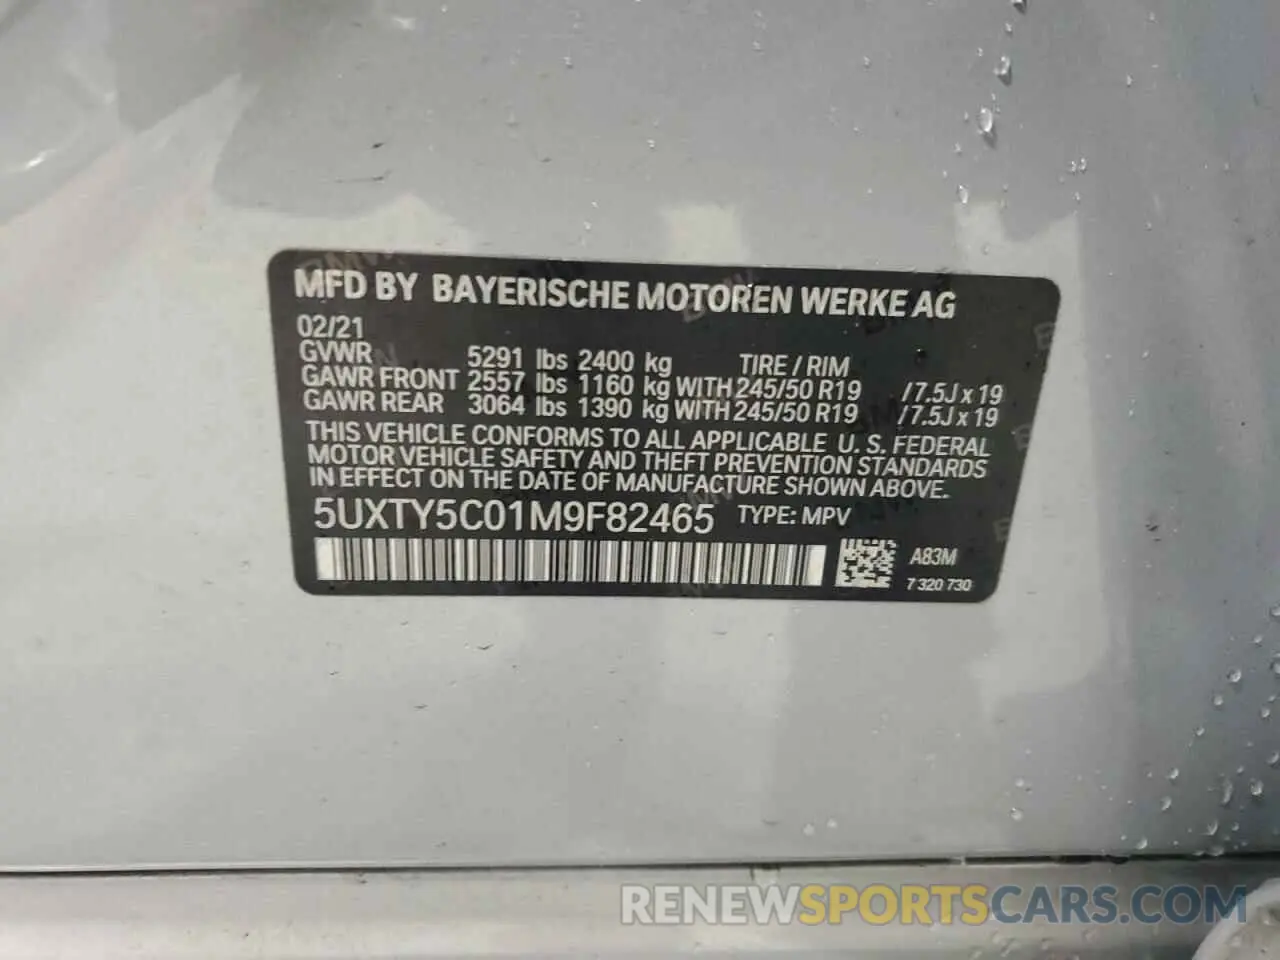 MFD BY BAYERISCHE MOTOREN WERKE AG
02/21
GVWR 5291 lbs 2400 kg TIRE / RIM
GAWR FRONT 2557 lbs 1160 kg WITH 245/50 R19 /7.5J x 19
GAWR REAR 3064 lbs 1390 kg WITH 245/50 R19 /7.5J x 19
THIS VEHICLE CONFORMS TO ALL APPLICABLE U. S. FEDERAL
MOTOR VEHICLE SAFETY AND THEFT PREVENTION STANDARDS
IN EFFECT ON THE DATE OF MANUFACTURE SHOWN ABOVE.
5UXTY5C01M9F82465 TYPE: MPV
A83M
7 320 730
RENEWSPORTSCARS.COM